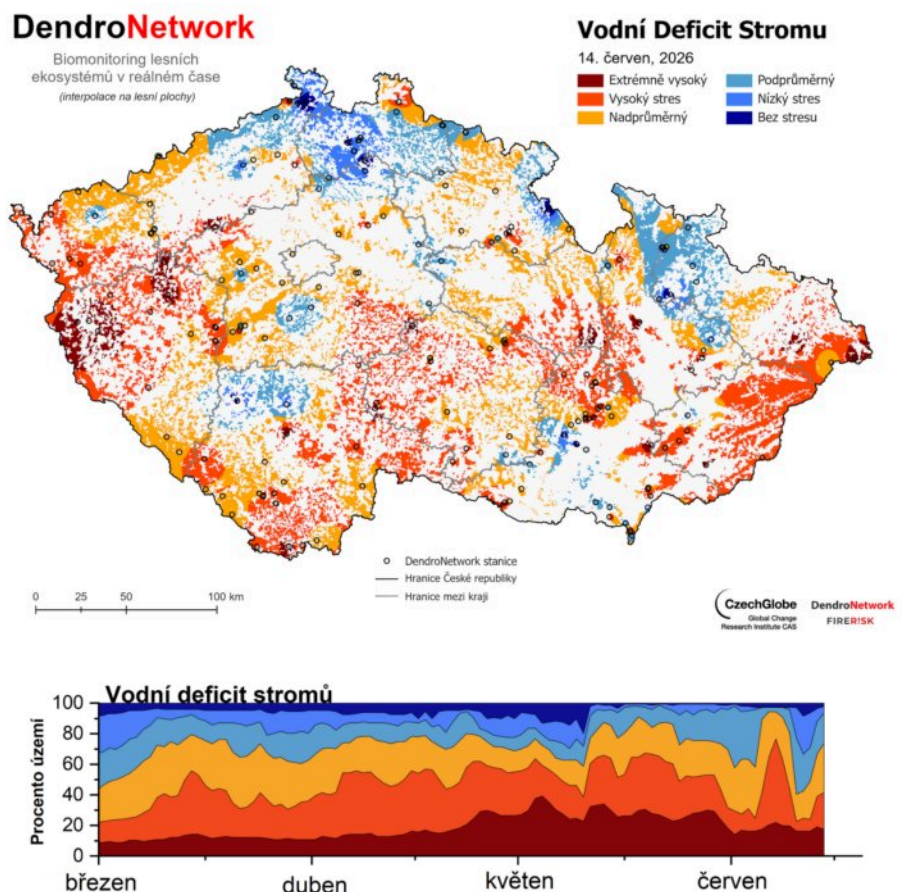 DendroNetwork
Biomonitoring lesních
ekosystémů v reálném čase
(interpolace na lesní plochy)
Vodní Deficit Stromu
14. červen, 2026
Extrémně vysoký
Vysoký stres
Nadprůměrný
Podprůměrný
Nízký stres
Bez stresu
DendroNetwork stanice
Hranice České republiky
Hranice mezi kraji
0 25 50 100 km
CzechGlobe
Global Change
Research Institute CAS
DendroNetwork
FIRER!SK
Vodní deficit stromů
Procento území
100
80
60
40
20
0
březen duben květen červen